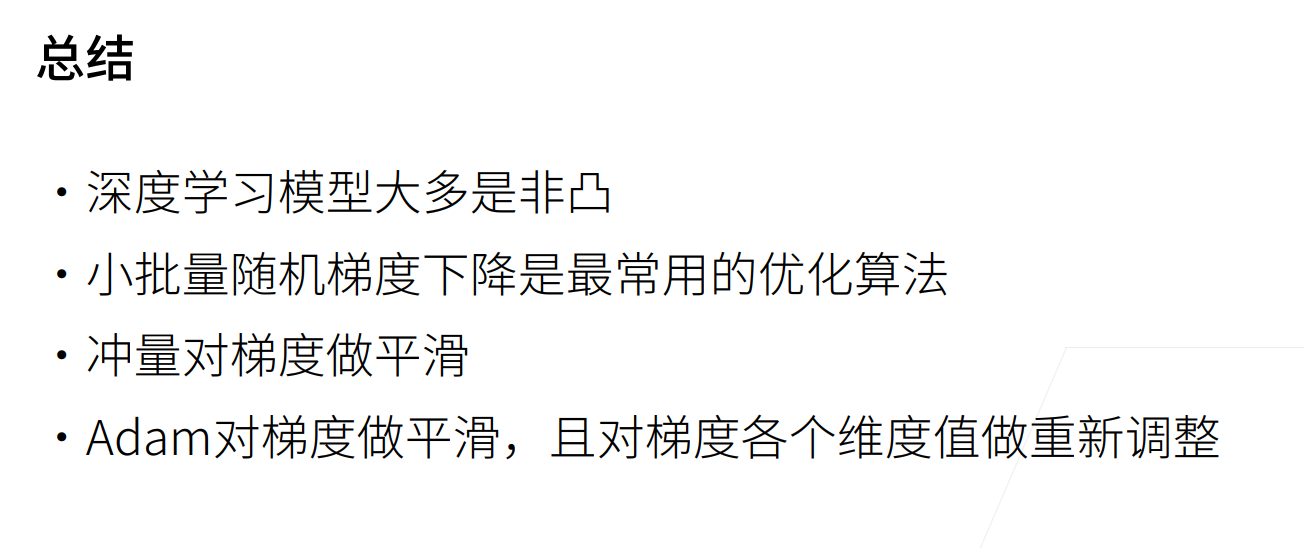 总结
• 深度学习模型大多是非凸
• 小批量随机梯度下降是最常用的优化算法
• 冲量对梯度做平滑
• Adam对梯度做平滑，且对梯度各个维度值做重新调整